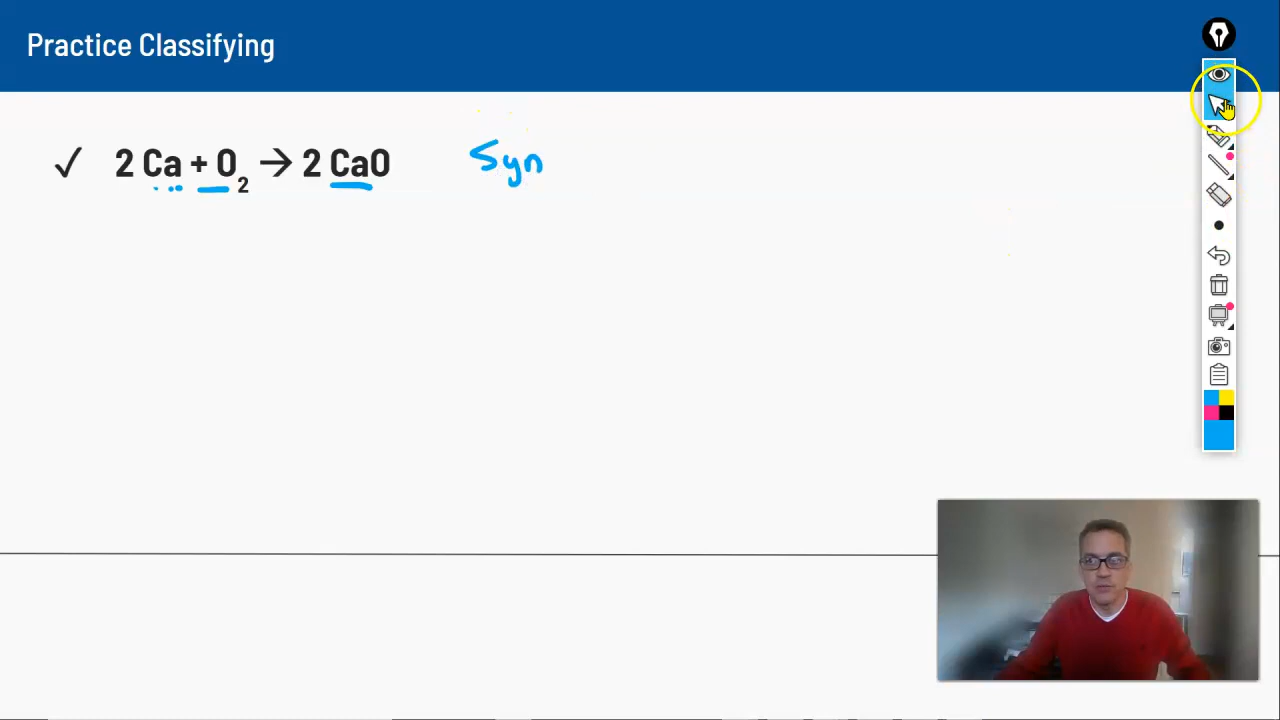 Practice Classifying
✓ 2 Ca + O₂ → 2 CaO Syn